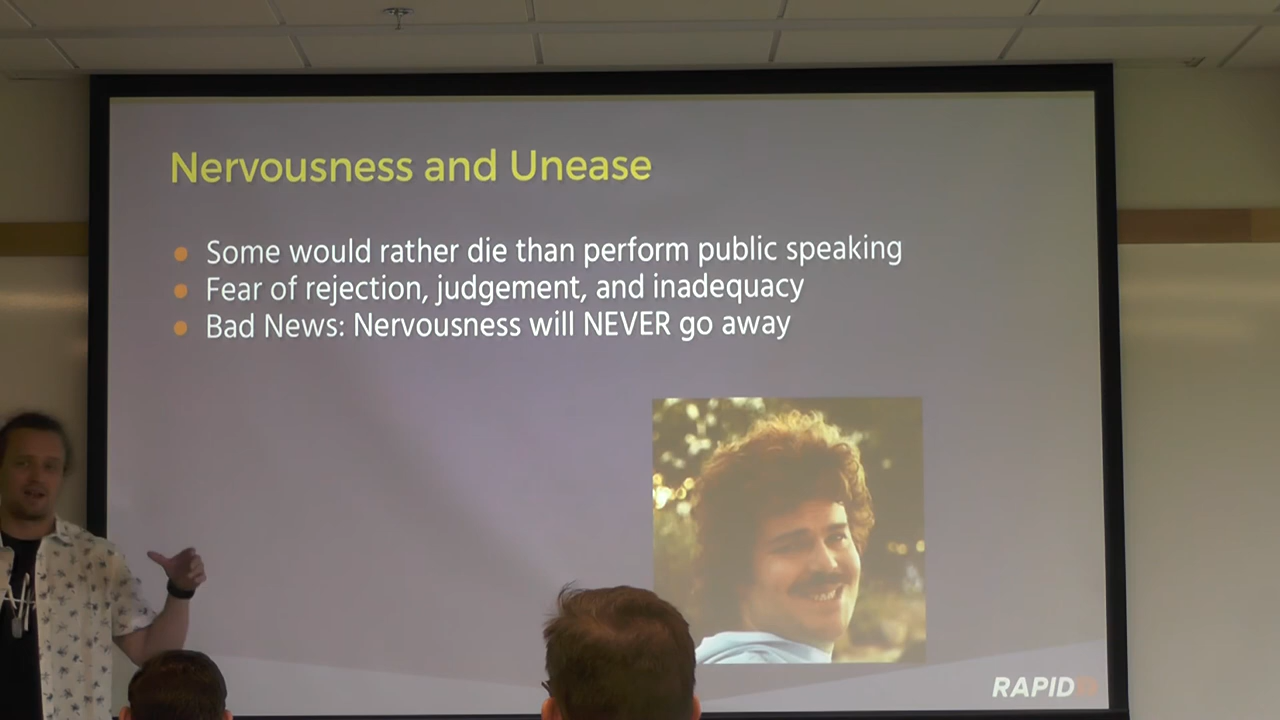 Nervousness and Unease
Some would rather die than perform public speaking
Fear of rejection, judgement, and inadequacy
Bad News: Nervousness will NEVER go away
RAPID